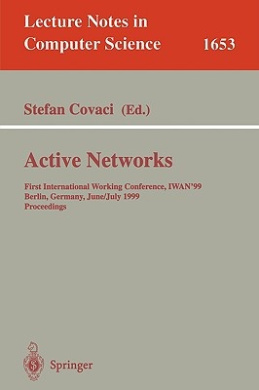 Lecture Notes in
Computer Science 1653
Stefan Covaci (Ed.)
Active Networks
First International Working Conference, IWAN'99
Berlin, Germany, June/July 1999
Proceedings
Springer